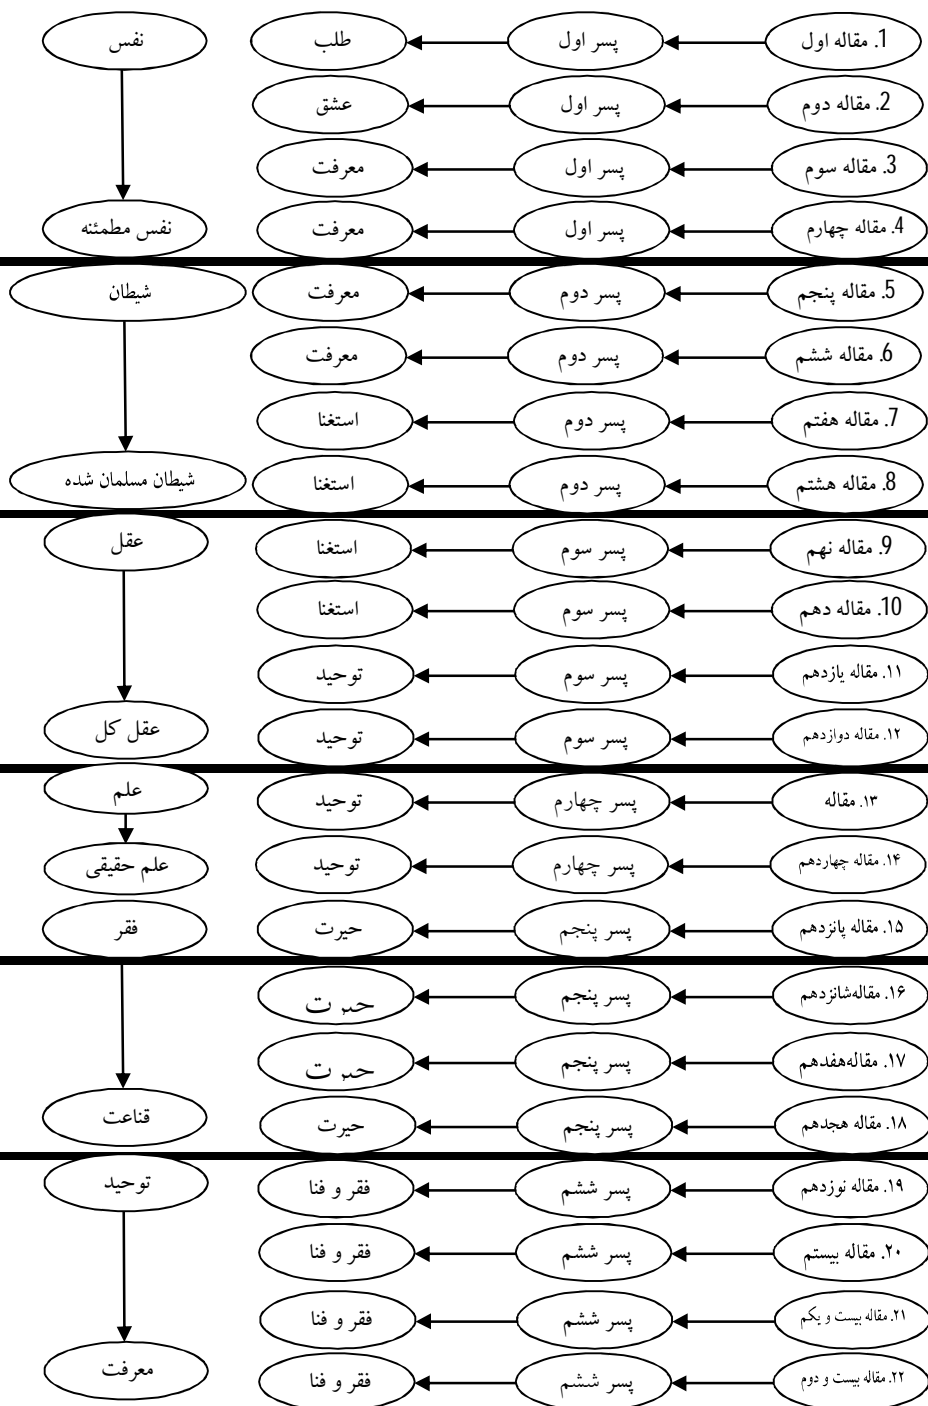 1. مقاله اول پسر اول طلب نفس
2. مقاله دوم پسر اول عشق
3. مقاله سوم پسر اول معرفت
4. مقاله چهارم پسر اول معرفت نفس مطمئنه
5. مقاله پنجم پسر دوم معرفت شیطان
6. مقاله ششم پسر دوم معرفت
7. مقاله هفتم پسر دوم استغنا
8. مقاله هشتم پسر دوم استغنا شیطان مسلمان شده
9. مقاله نهم پسر سوم استغنا عقل
10. مقاله دهم پسر سوم استغنا
۱۱. مقاله یازدهم پسر سوم توحید
۱۲. مقاله دوازدهم پسر سوم توحید عقل کل
۱۳. مقاله پسر چهارم توحید علم
۱۴. مقاله چهاردهم پسر چهارم توحید علم حقیقی
۱۵. مقاله پانزدهم پسر پنجم حیرت فقر
۱۶. مقاله‌شانزدهم پسر پنجم حیرت
۱۷. مقاله‌هفدهم پسر پنجم حیرت
۱۸. مقاله هجدهم پسر پنجم حیرت قناعت
۱۹. مقاله نوزدهم پسر ششم فقر و فنا توحید
۲۰. مقاله بیستم پسر ششم فقر و فنا
۲۱. مقاله بیست و یکم پسر ششم فقر و فنا
۲۲. مقاله بیست و دوم پسر ششم فقر و فنا معرفت